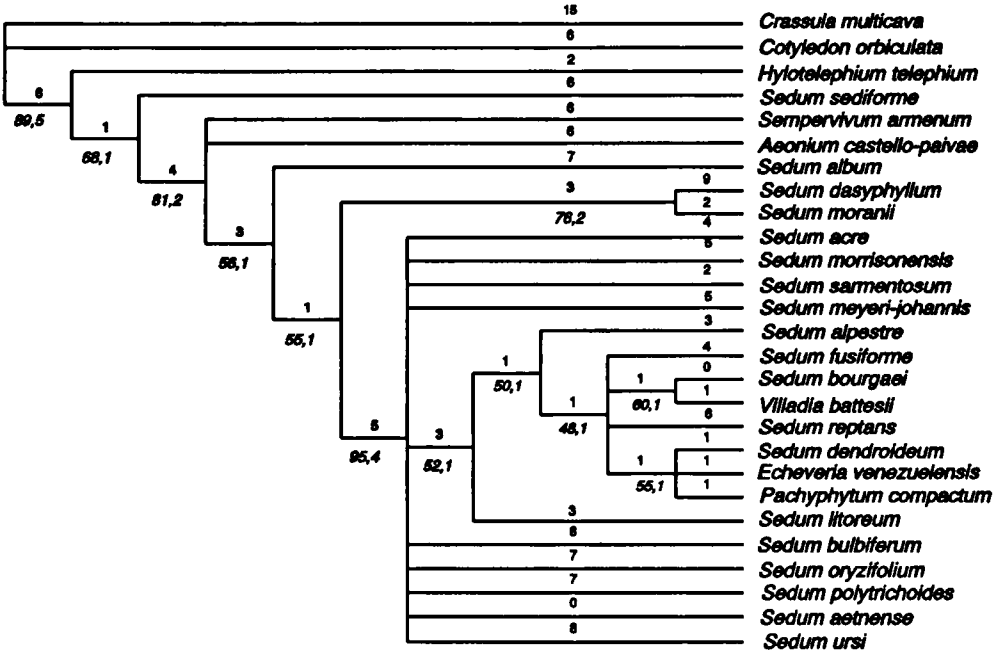 15
Crassula multicava
6
Cotyledon orbiculata
2
Hylotelephium telephium
6
6
Sedum sediforme
89,5
1
6
Sempervivum armenum
68,1
6
Aeonium castello-paivae
4
7
Sedum album
81,2
3
9
Sedum dasyphyllum
76,2
2
Sedum moranii
4
3
Sedum acre
56,1
5
Sedum morrisonensis
2
Sedum sarmentosum
1
5
Sedum meyeri-johannis
55,1
3
Sedum alpestre
1
4
Sedum fusiforme
50,1
0
Sedum bourgaei
1
60,1
1
Villadia battesii
1
6
Sedum reptans
48,1
5
3
1
Sedum dendroideum
95,4
52,1
1
1
Echeveria venezuelensis
55,1
1
Pachyphytum compactum
3
Sedum litoreum
8
Sedum bulbiferum
7
Sedum oryzifolium
7
Sedum polytrichoides
0
Sedum aetnense
8
Sedum ursi